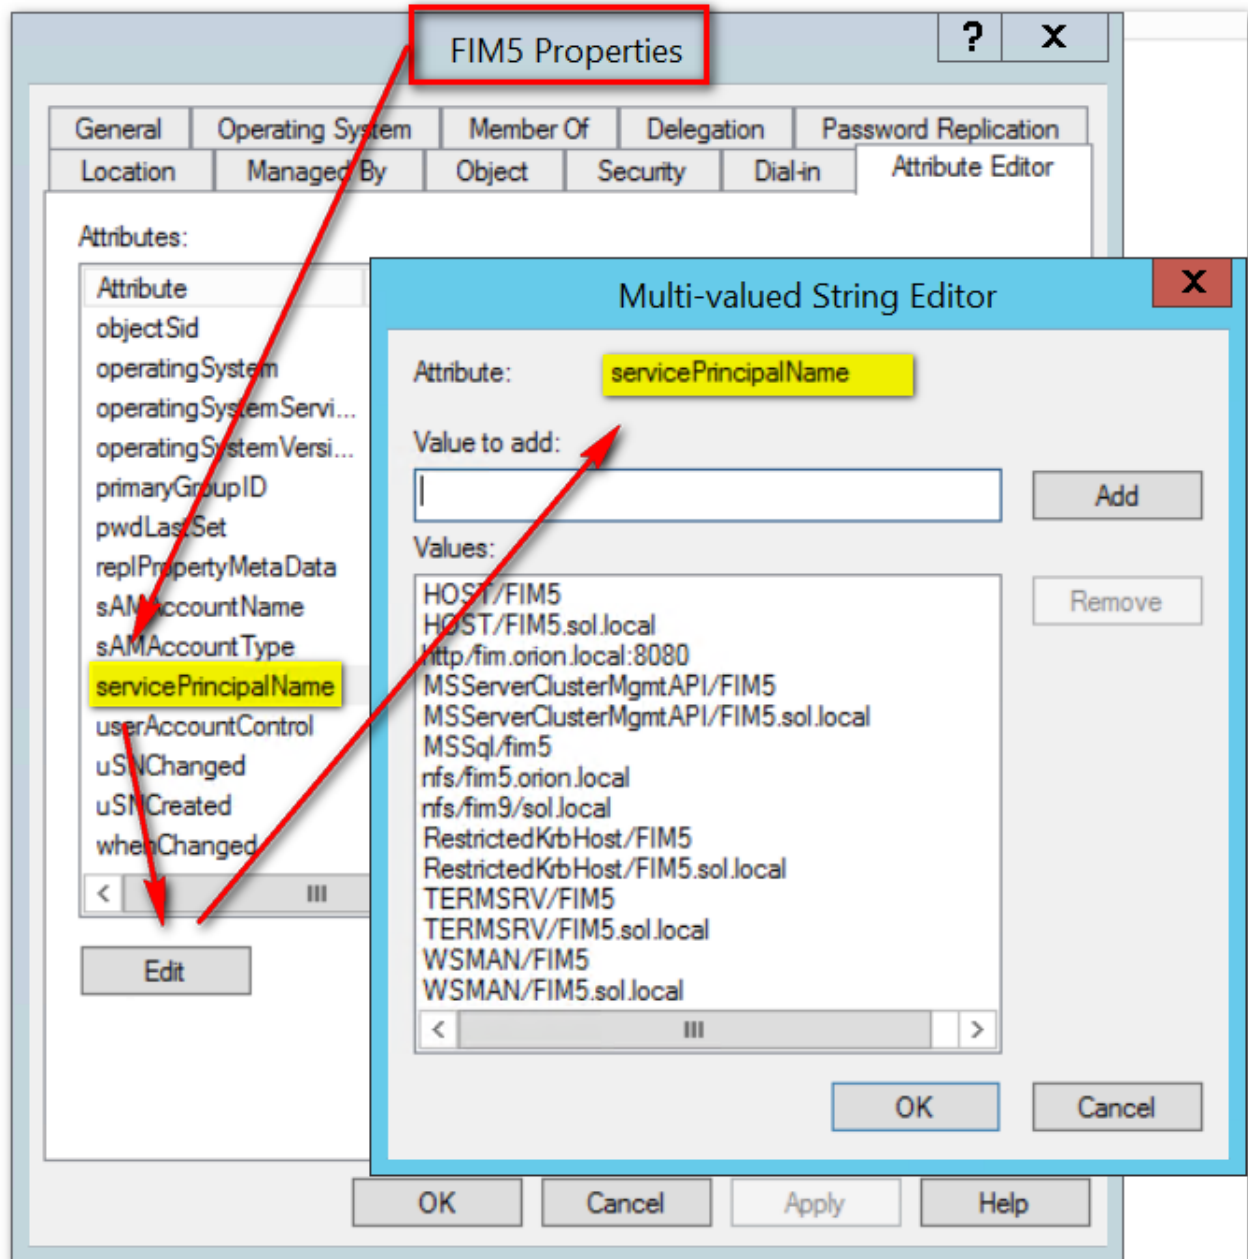 FIM5 Properties
?
X
General
Operating System
Member Of
Delegation
Password Replication
Location
Managed By
Object
Security
Dial-in
Attribute Editor
Attributes:
Attribute
objectSid
operatingSystem
operatingSystemServi...
operatingSystemVersi...
primaryGroupID
pwdLastSet
replPropertyMetaData
sAMAccountName
sAMAccountType
servicePrincipalName
userAccountControl
uSNChanged
uSNCreated
whenChanged
Edit
Multi-valued String Editor
X
Attribute:
servicePrincipalName
Value to add:
Add
Values:
HOST/FIM5
HOST/FIM5.sol.local
http/fim.orion.local:8080
MSServerClusterMgmtAPI/FIM5
MSServerClusterMgmtAPI/FIM5.sol.local
MSSql/fim5
nfs/fim5.orion.local
nfs/fim9/sol.local
RestrictedKrbHost/FIM5
RestrictedKrbHost/FIM5.sol.local
TERMSRV/FIM5
TERMSRV/FIM5.sol.local
WSMAN/FIM5
WSMAN/FIM5.sol.local
Remove
OK
Cancel
OK
Cancel
Apply
Help